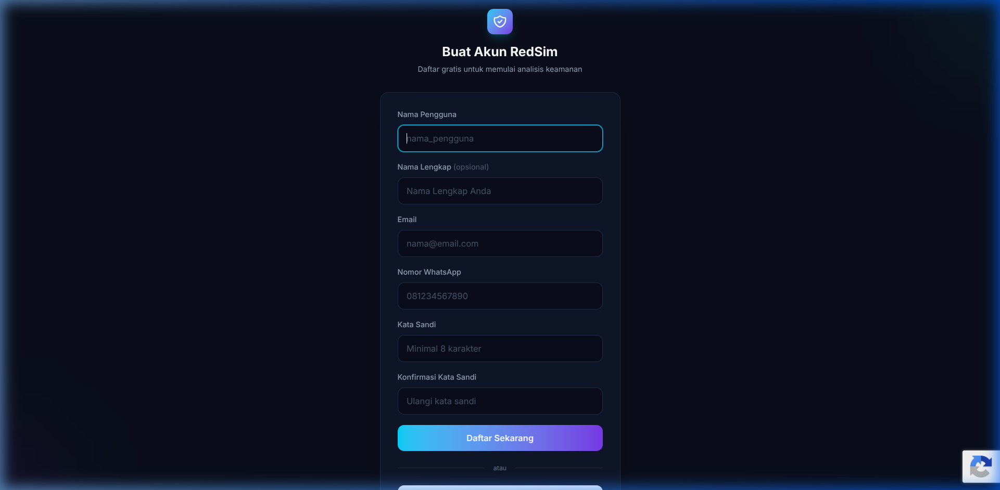 Buat Akun RedSim
Daftar gratis untuk memulai analisis keamanan
Nama Pengguna
nama_pengguna
Nama Lengkap (opsional)
Nama Lengkap Anda
Email
nama@email.com
Nomor WhatsApp
081234567890
Kata Sandi
Minimal 8 karakter
Konfirmasi Kata Sandi
Ulangi kata sandi
Daftar Sekarang
atau